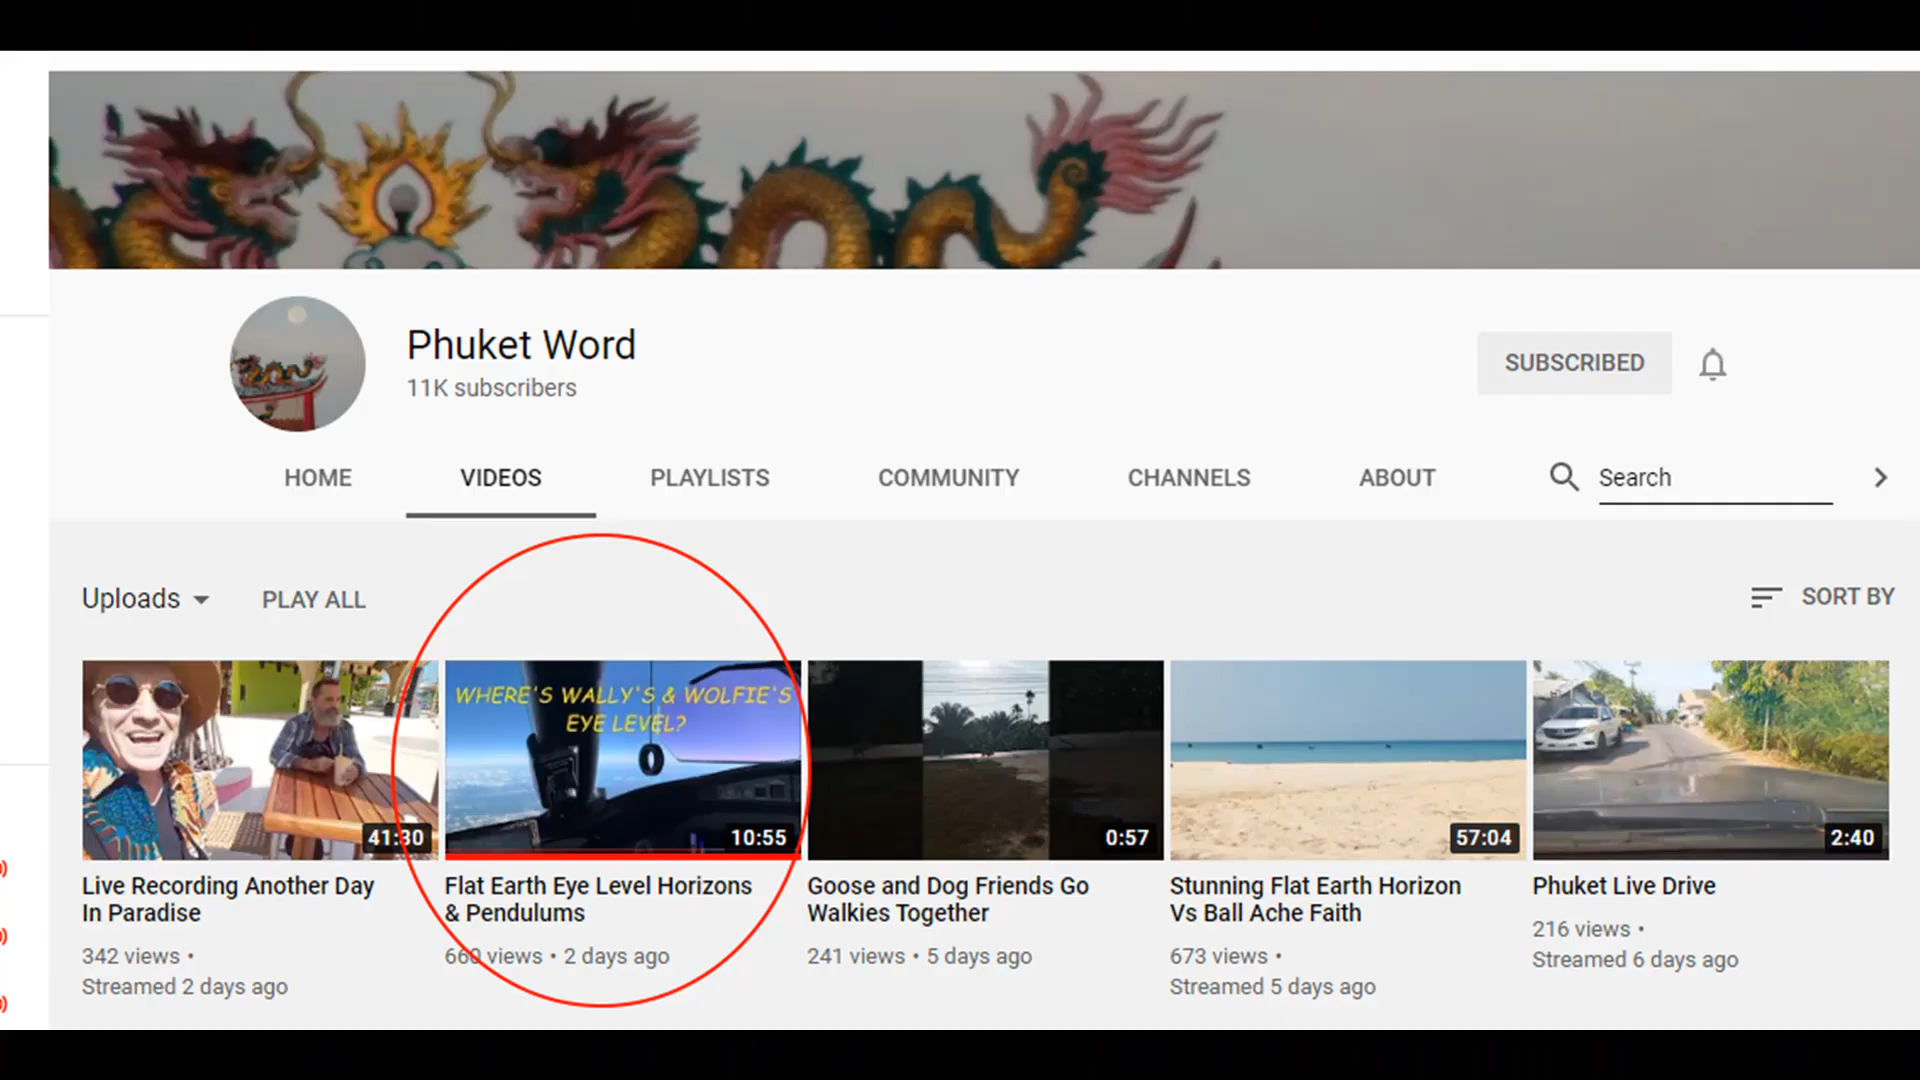 Phuket Word
11K subscribers
SUBSCRIBED
HOME
VIDEOS
PLAYLISTS
COMMUNITY
CHANNELS
ABOUT
Search
Uploads
PLAY ALL
SORT BY
WHERE'S WALLY'S & WOLFIE'S
EYE LEVEL?
41:30
10:55
0:57
57:04
2:40
Live Recording Another Day
In Paradise
342 views •
Streamed 2 days ago
Flat Earth Eye Level Horizons
& Pendulums
660 views • 2 days ago
Goose and Dog Friends Go
Walkies Together
241 views • 5 days ago
Stunning Flat Earth Horizon
Vs Ball Ache Faith
673 views •
Streamed 5 days ago
Phuket Live Drive
216 views •
Streamed 6 days ago